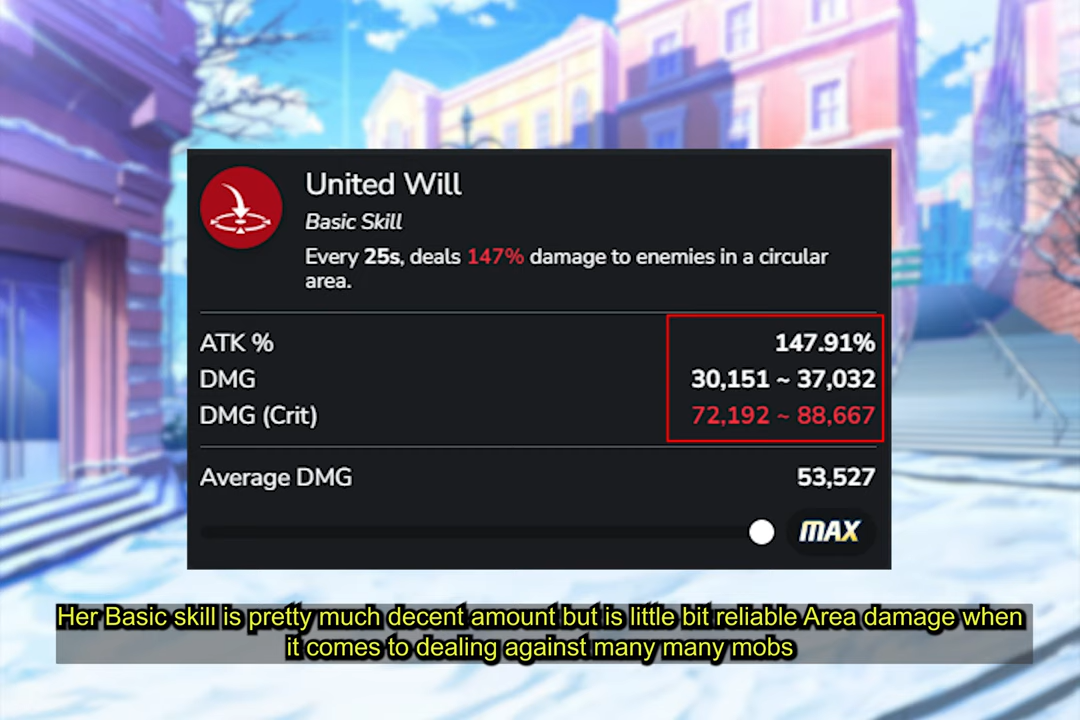 United Will
Basic Skill
Every 25s, deals 147% damage to enemies in a circular
area.
ATK % 147.91%
DMG 30,151 ~ 37,032
DMG (Crit) 72,192 ~ 88,667
Average DMG 53,527
MAX
Her Basic skill is pretty much decent amount but is little bit reliable Area damage when
it comes to dealing against many many mobs